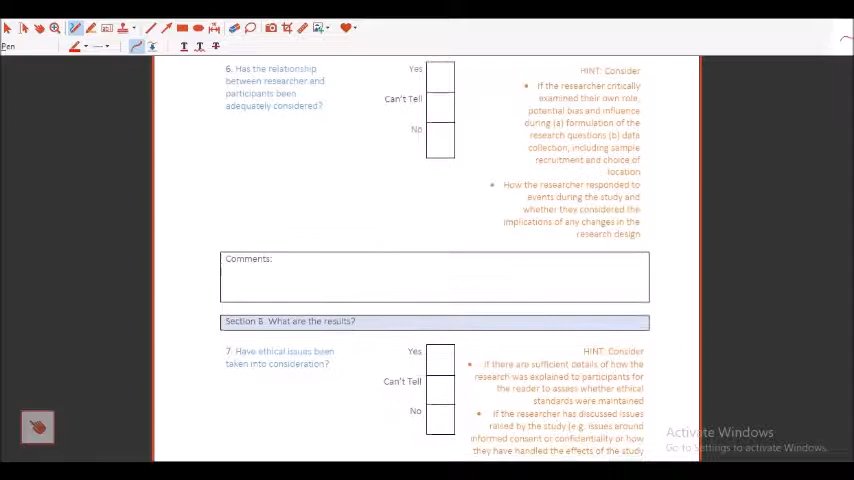 Pen
6. Has the relationship
between researcher and
participants been
adequately considered?
Yes
Can't Tell
No
HINT: Consider
• If the researcher critically
examined their own role,
potential bias and influence
during (a) formulation of the
research questions (b) data
collection, including sample
recruitment and choice of
location
• How the researcher responded to
events during the study and
whether they considered the
implications of any changes in the
research design
Comments:
Section B: What are the results?
7. Have ethical issues been
taken into consideration?
Yes
Can't Tell
No
HINT: Consider
• If there are sufficient details of how the
research was explained to participants for
the reader to assess whether ethical
standards were maintained
• If the researcher has discussed issues
raised by the study (e.g. issues around
informed consent or confidentiality or how
they have handled the effects of the study
Activate Windows
Go to Settings to activate Windows.